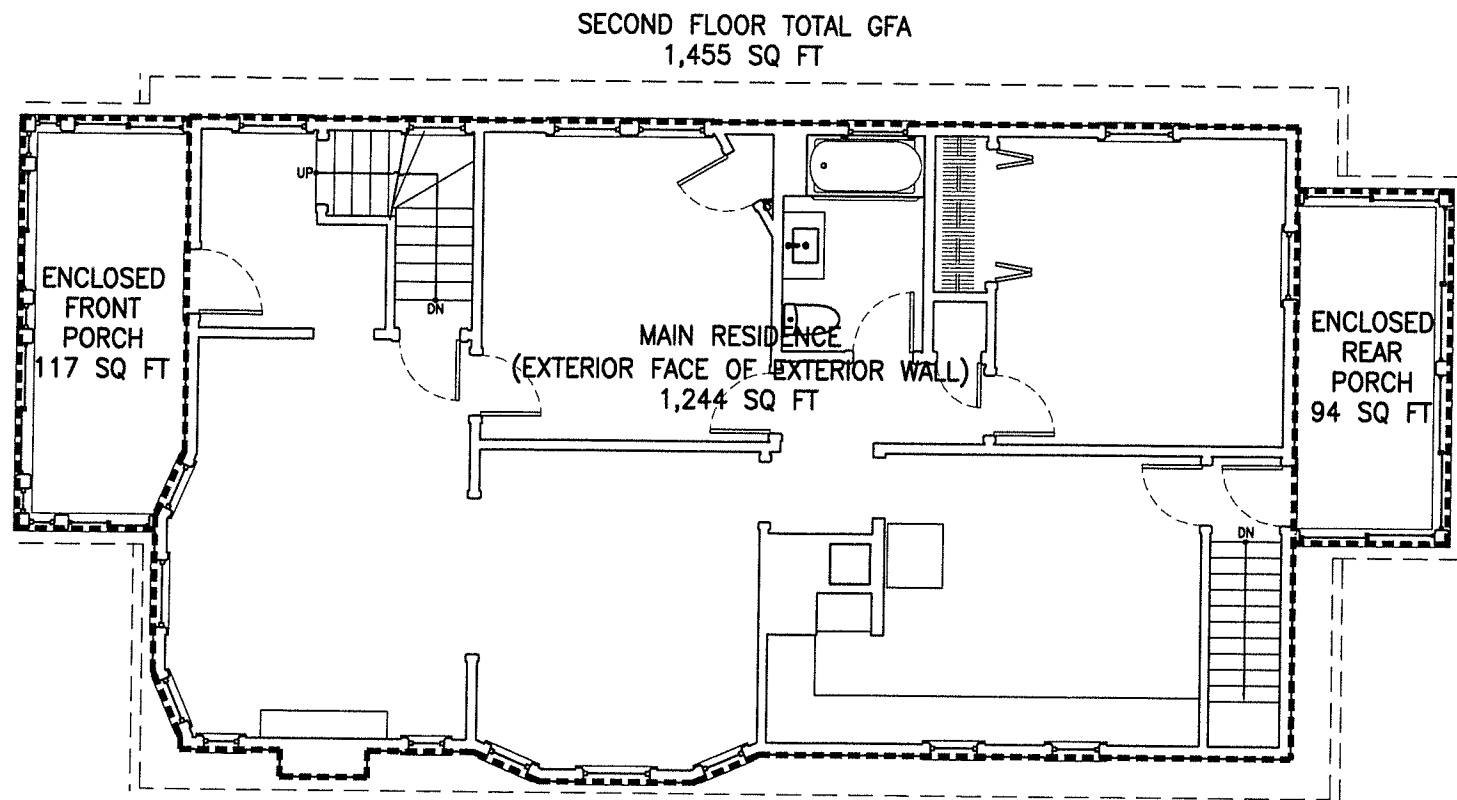 SECOND FLOOR TOTAL GFA
1,455 SQ FT
UP
DN
ENCLOSED
FRONT
PORCH
117 SQ FT
MAIN RESIDENCE
(EXTERIOR FACE OF EXTERIOR WALL)
1,244 SQ FT
ENCLOSED
REAR
PORCH
94 SQ FT
DN